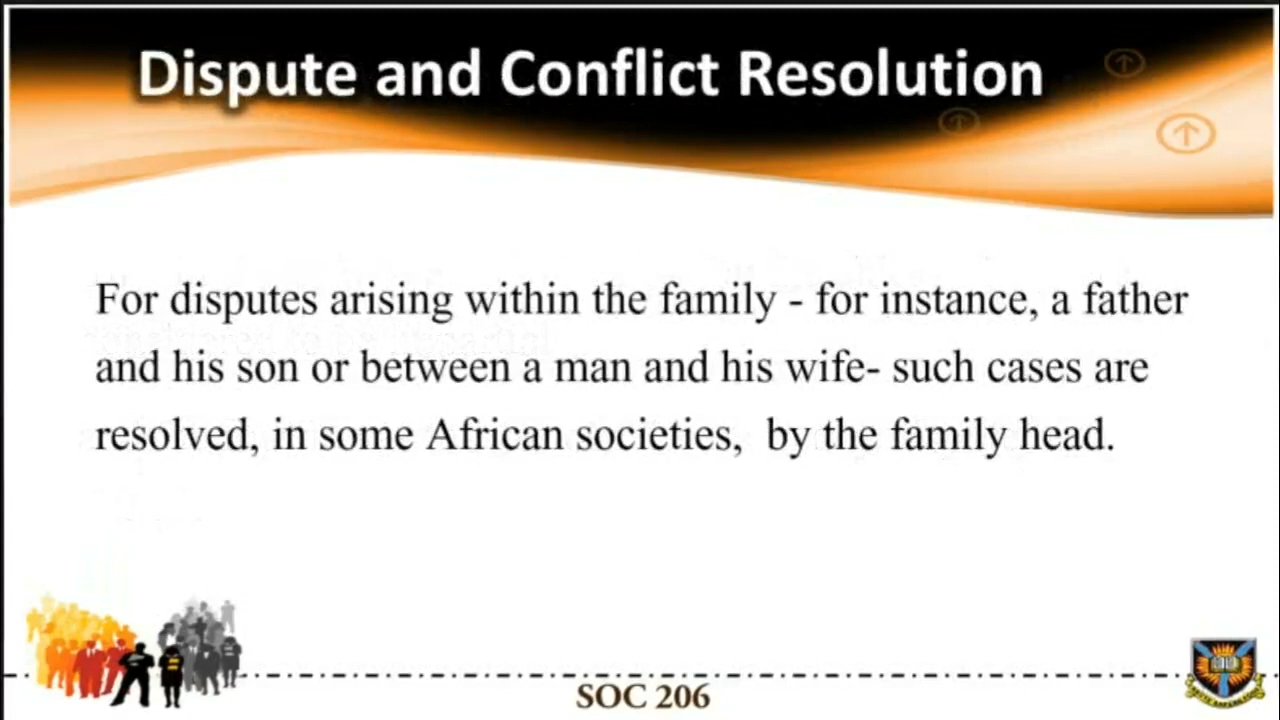 Dispute and Conflict Resolution
For disputes arising within the family - for instance, a father
and his son or between a man and his wife- such cases are
resolved, in some African societies,  by the family head.
SOC 206